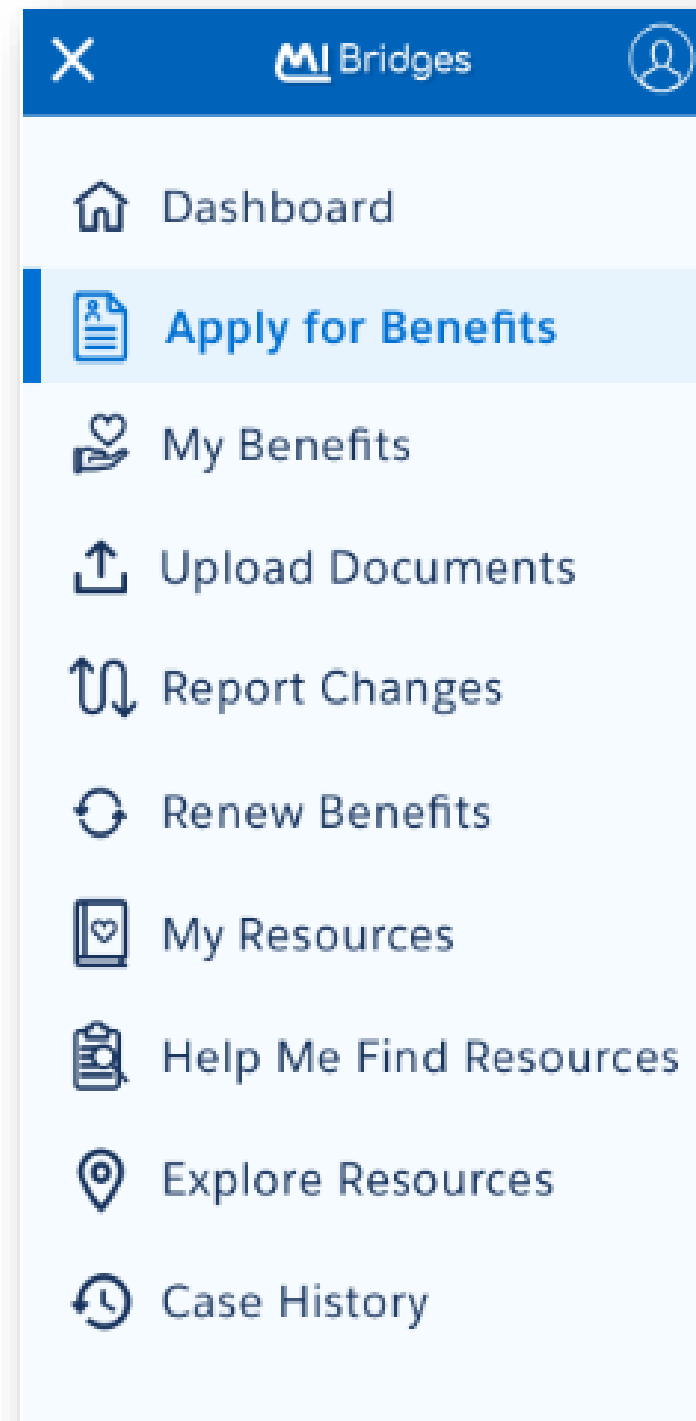 MI Bridges
Dashboard
Apply for Benefits
My Benefits
Upload Documents
Report Changes
Renew Benefits
My Resources
Help Me Find Resources
Explore Resources
Case History